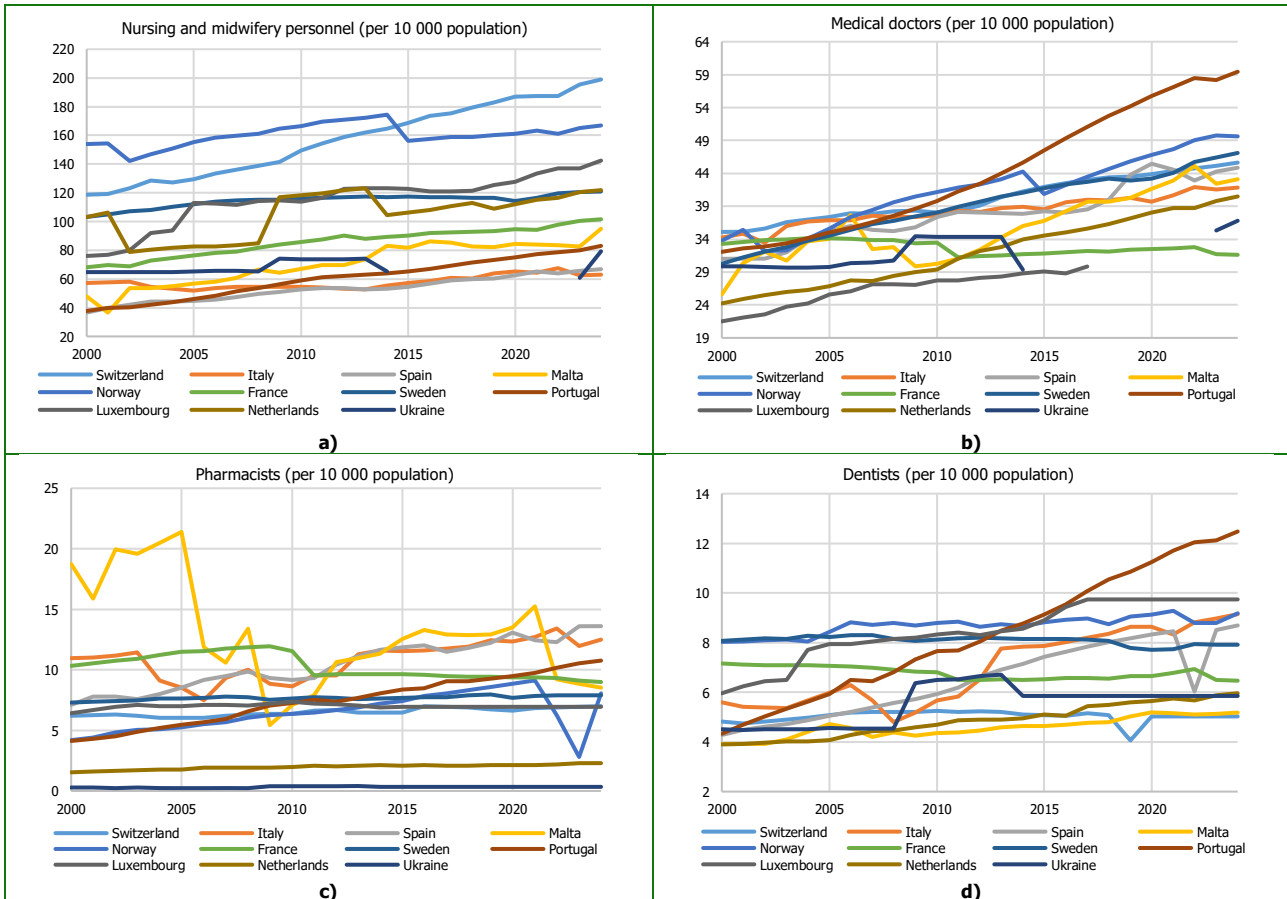 Nursing and midwifery personnel (per 10 000 population)
220
200
180
160
140
120
100
80
60
40
20
2000 2005 2010 2015 2020
Switzerland Italy Spain Malta
Norway France Sweden Portugal
Luxembourg Netherlands Ukraine
a)
Medical doctors (per 10 000 population)
64
59
54
49
44
39
34
29
24
19
2000 2005 2010 2015 2020
Switzerland Italy Spain Malta
Norway France Sweden Portugal
Luxembourg Netherlands Ukraine
b)
Pharmacists (per 10 000 population)
25
20
15
10
5
0
2000 2005 2010 2015 2020
Switzerland Italy Spain Malta
Norway France Sweden Portugal
Luxembourg Netherlands Ukraine
c)
Dentists (per 10 000 population)
14
12
10
8
6
4
2
2000 2005 2010 2015 2020
Switzerland Italy Spain Malta
Norway France Sweden Portugal
Luxembourg Netherlands Ukraine
d)